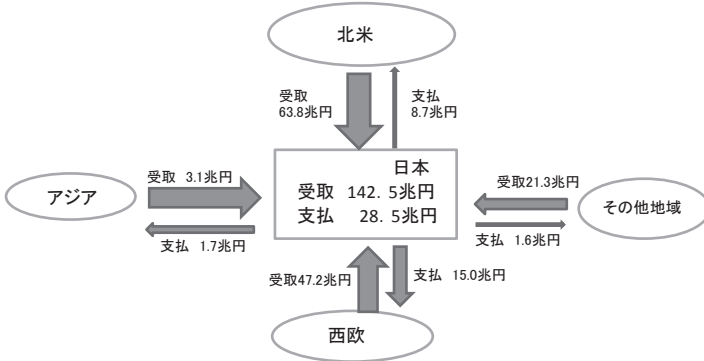 北米
受取
63.8兆円
支払
8.7兆円
日本
受取 142.5兆円
支払 28.5兆円
アジア
受取 3.1兆円
支払 1.7兆円
受取21.3兆円
その他地域
支払 1.6兆円
受取47.2兆円
支払 15.0兆円
西欧